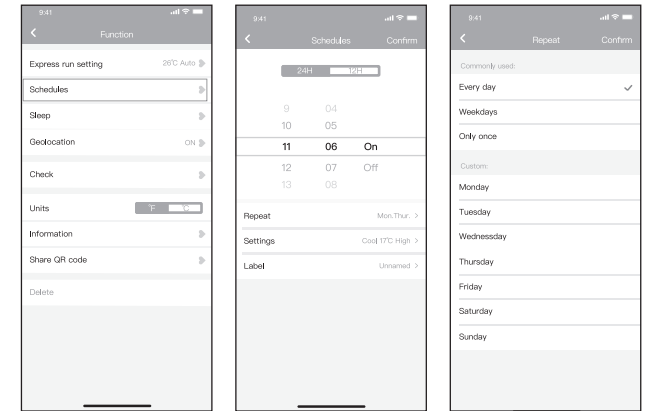 9:41
Function
Express run setting 26℃ Auto
Schedules
Sleep
Geolocation ON
Check
Units ℉ ℃
Information
Share QR code
Delete
9:41
Schedules Confirm
24H 12H
9 04
10 05
11 06 On
12 07 Off
13 08
Repeat Mon.Thur. >
Settings Cool 17℃ High >
Label Unnamed >
9:41
Repeat Confirm
Commonly used:
Every day
Weekdays
Only once
Custom:
Monday
Tuesday
Wednessday
Thursday
Friday
Saturday
Sunday